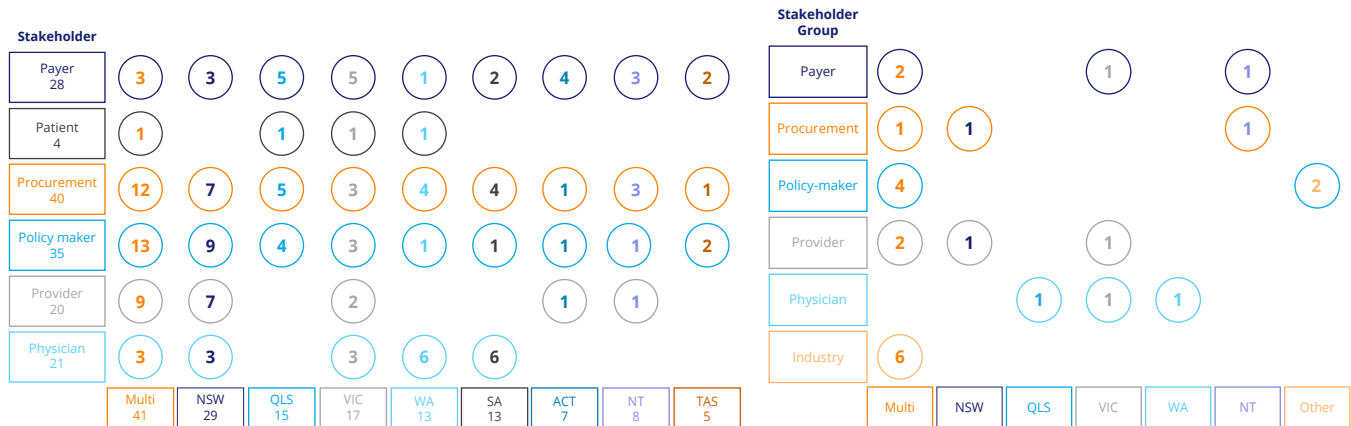 Stakeholder
Payer
28
3 3 5 5 1 2 4 3 2
Patient
4
1 1 1 1
Procurement
40
12 7 5 3 4 4 1 3 1
Policy maker
35
13 9 4 3 1 1 1 1 2
Provider
20
9 7 2 1 1
Physician
21
3 3 3 6 6
Multi NSW QLS VIC WA SA ACT NT TAS
41 29 15 17 13 13 7 8 5
Stakeholder
Group
Payer 2 1 1
Procurement 1 1 1
Policy-maker 4 2
Provider 2 1 1
Physician 1 1 1
Industry 6
Multi NSW QLS VIC WA NT Other